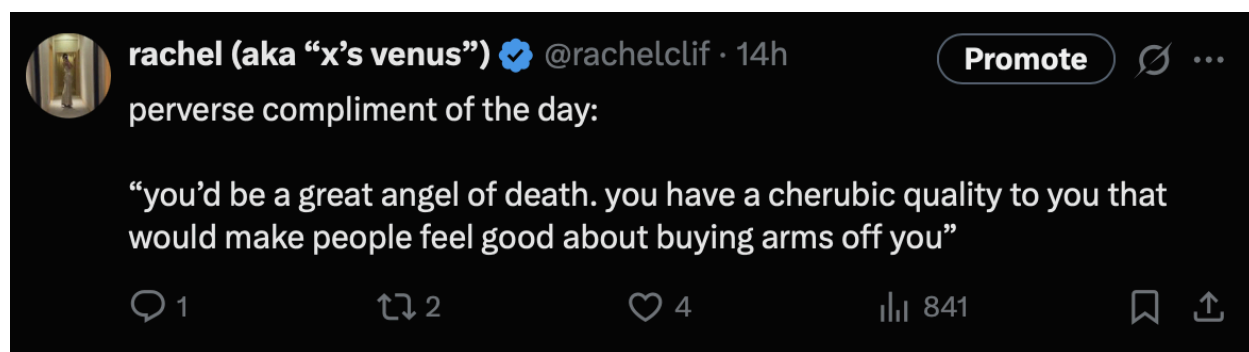 rachel (aka “x’s venus”) @rachelclif · 14h Promote
perverse compliment of the day:
“you’d be a great angel of death. you have a cherubic quality to you that
would make people feel good about buying arms off you”
1 2 4 841